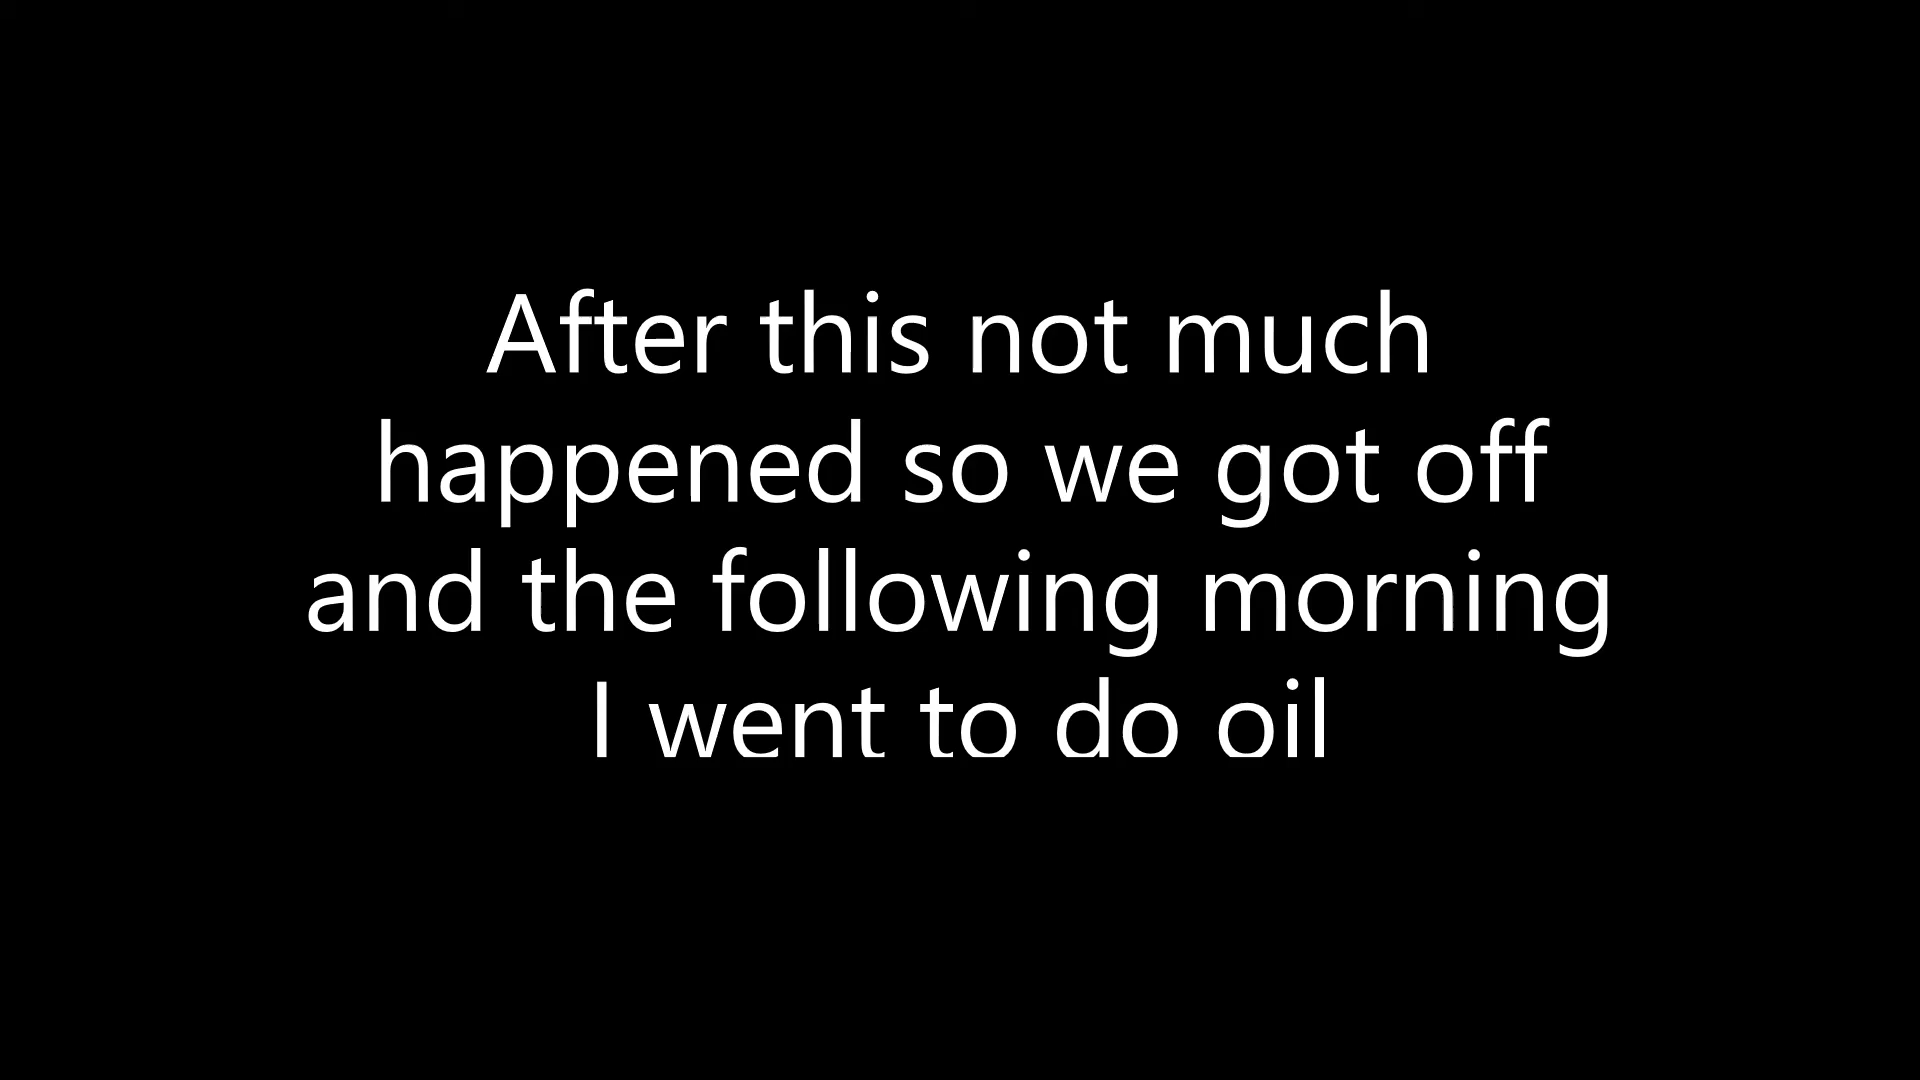 After this not much
happened so we got off
and the following morning
I went to do oil